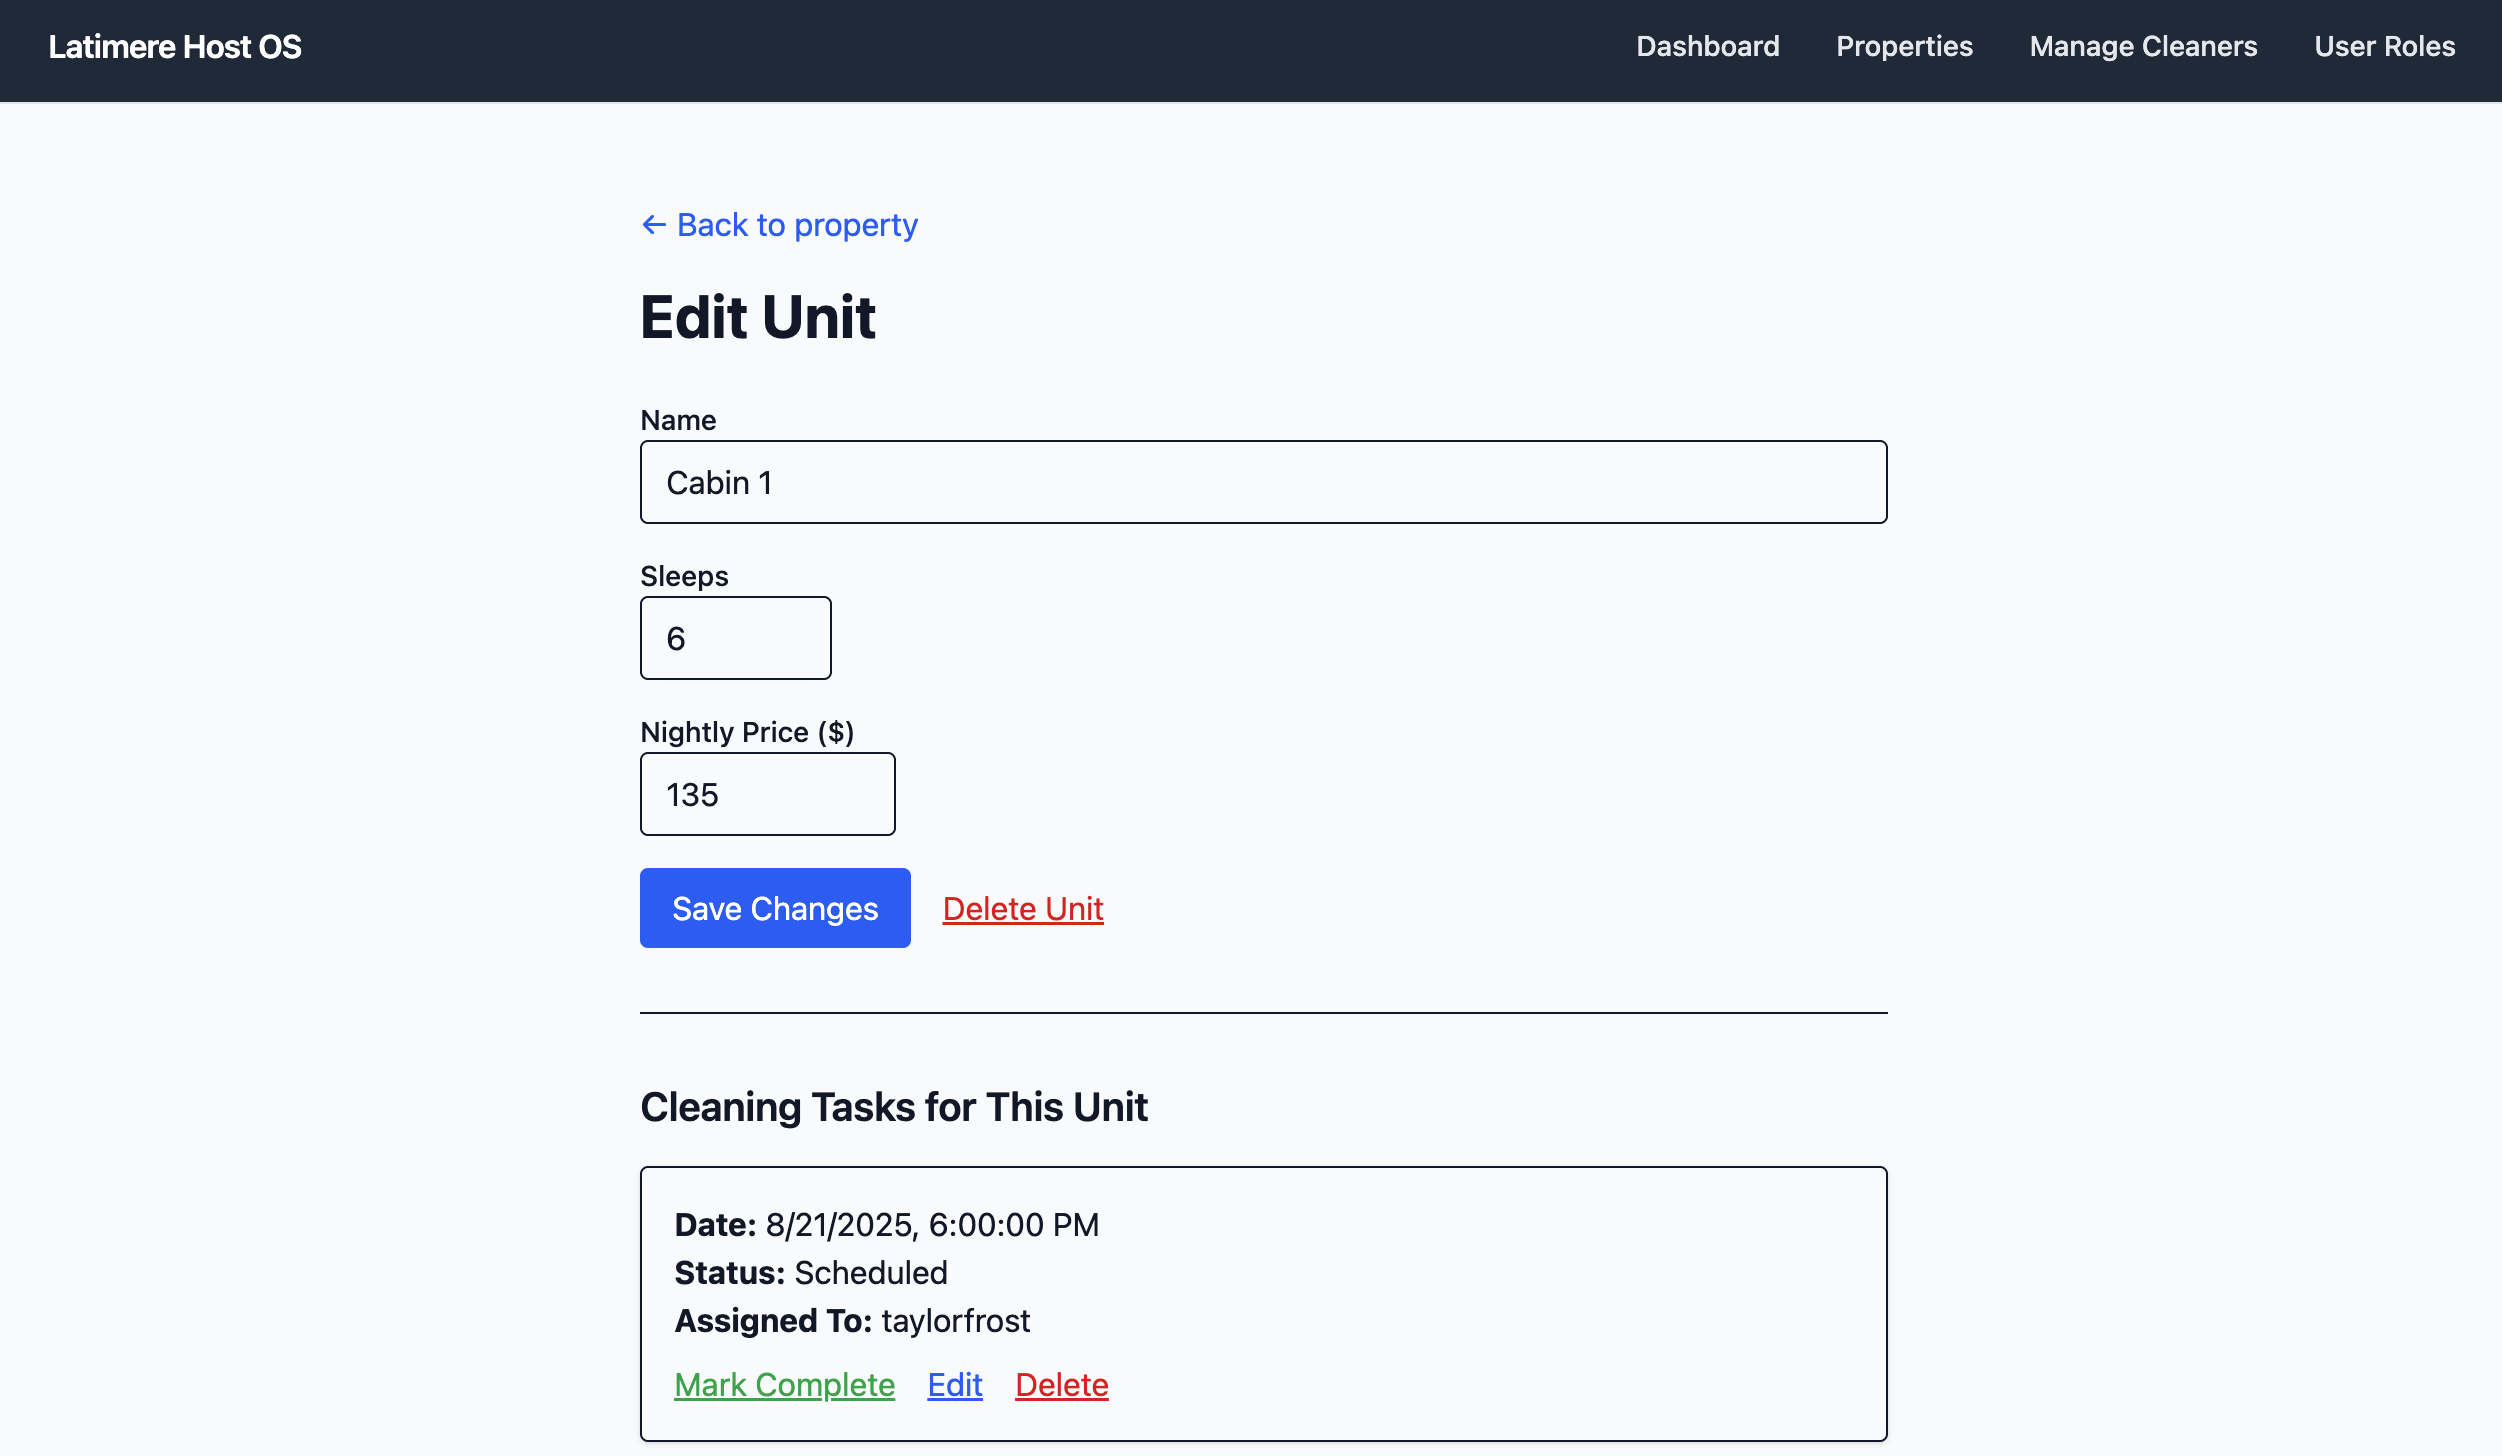 Latimere Host OS Dashboard Properties Manage Cleaners User Roles
← Back to property
Edit Unit
Name
Cabin 1
Sleeps
6
Nightly Price ($)
135
Save Changes Delete Unit
Cleaning Tasks for This Unit
Date: 8/21/2025, 6:00:00 PM
Status: Scheduled
Assigned To: taylorfrost
Mark Complete Edit Delete